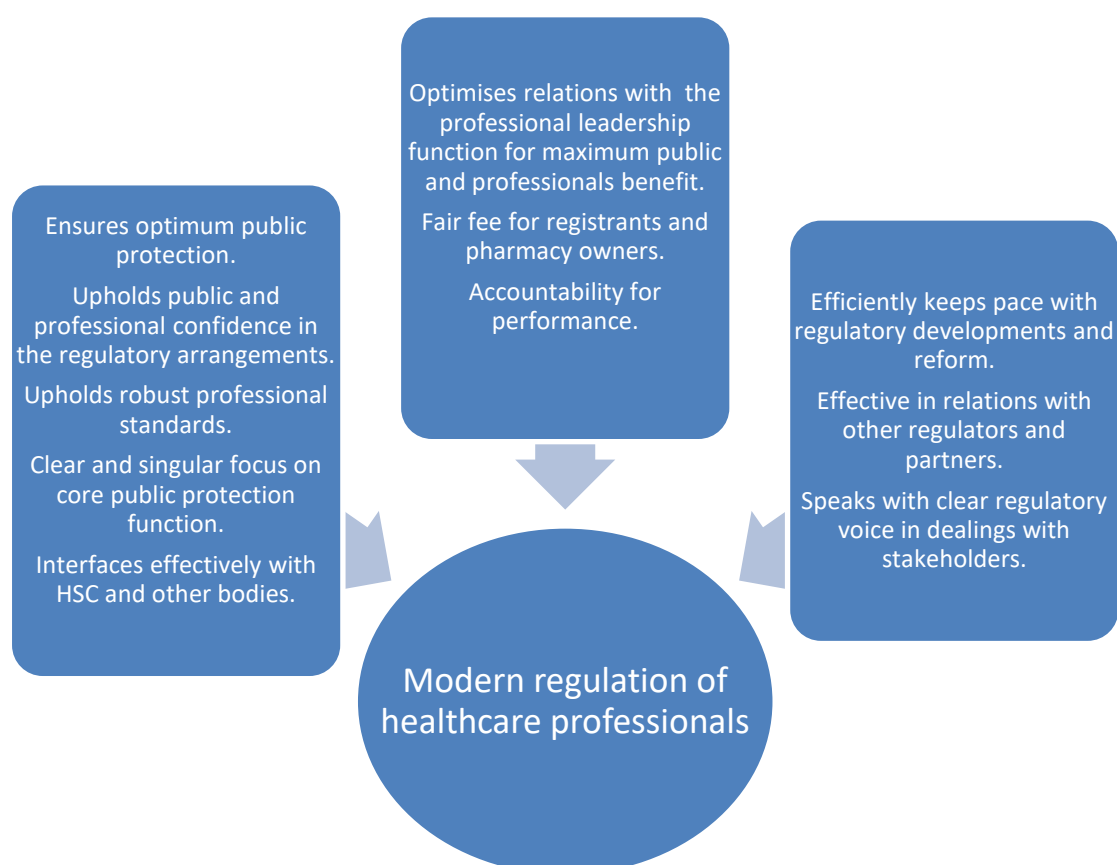 Ensures optimum public
protection.
Upholds public and
professional confidence in
the regulatory arrangements.
Upholds robust professional
standards.
Clear and singular focus on
core public protection
function.
Interfaces effectively with
HSC and other bodies.
Optimises relations with  the
professional leadership
function for maximum public
and professionals benefit.
Fair fee for registrants and
pharmacy owners.
Accountability for
performance.
Efficiently keeps pace with
regulatory developments and
reform.
Effective in relations with
other regulators and
partners.
Speaks with clear regulatory
voice in dealings with
stakeholders.
Modern regulation of
healthcare professionals